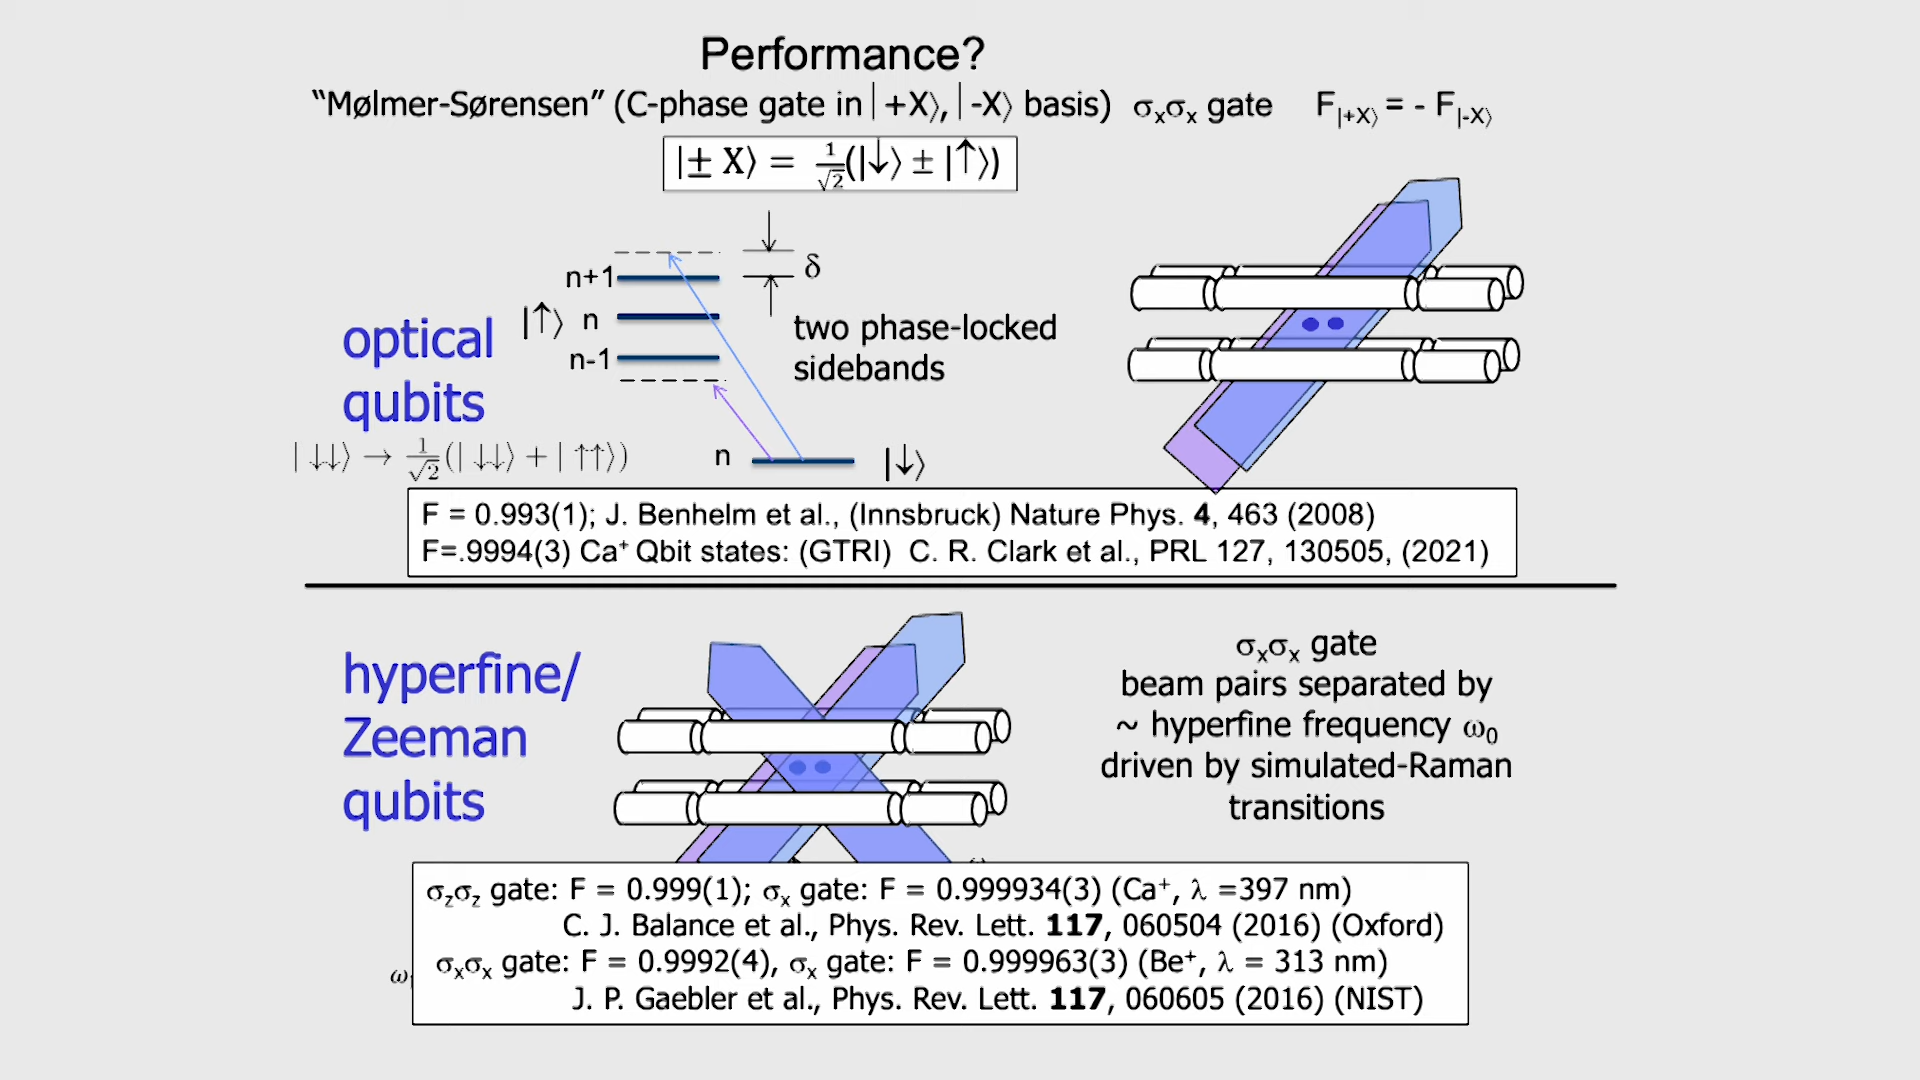 Performance?
“Mølmer-Sørensen” (C-phase gate in |+X⟩, |-X⟩ basis) σₓσₓ gate F|+X⟩ = - F|-X⟩
|± X⟩ = 1/√2 (|↓⟩ ± |↑⟩)
δ
n+1
|↑⟩ n
n-1
two phase-locked
sidebands
optical
qubits
|↓↓⟩ → 1/√2 (|↓↓⟩ + |↑↑⟩)
n |↓⟩
F = 0.993(1); J. Benhelm et al., (Innsbruck) Nature Phys. 4, 463 (2008)
F=.9994(3) Ca⁺ Qbit states: (GTRI) C. R. Clark et al., PRL 127, 130505, (2021)
hyperfine/
Zeeman
qubits
σₓσₓ gate
beam pairs separated by
~ hyperfine frequency ω₀
driven by simulated-Raman
transitions
σzσz gate: F = 0.999(1); σₓ gate: F = 0.999934(3) (Ca⁺, λ =397 nm)
C. J. Balance et al., Phys. Rev. Lett. 117, 060504 (2016) (Oxford)
σₓσₓ gate: F = 0.9992(4), σₓ gate: F = 0.999963(3) (Be⁺, λ = 313 nm)
J. P. Gaebler et al., Phys. Rev. Lett. 117, 060605 (2016) (NIST)